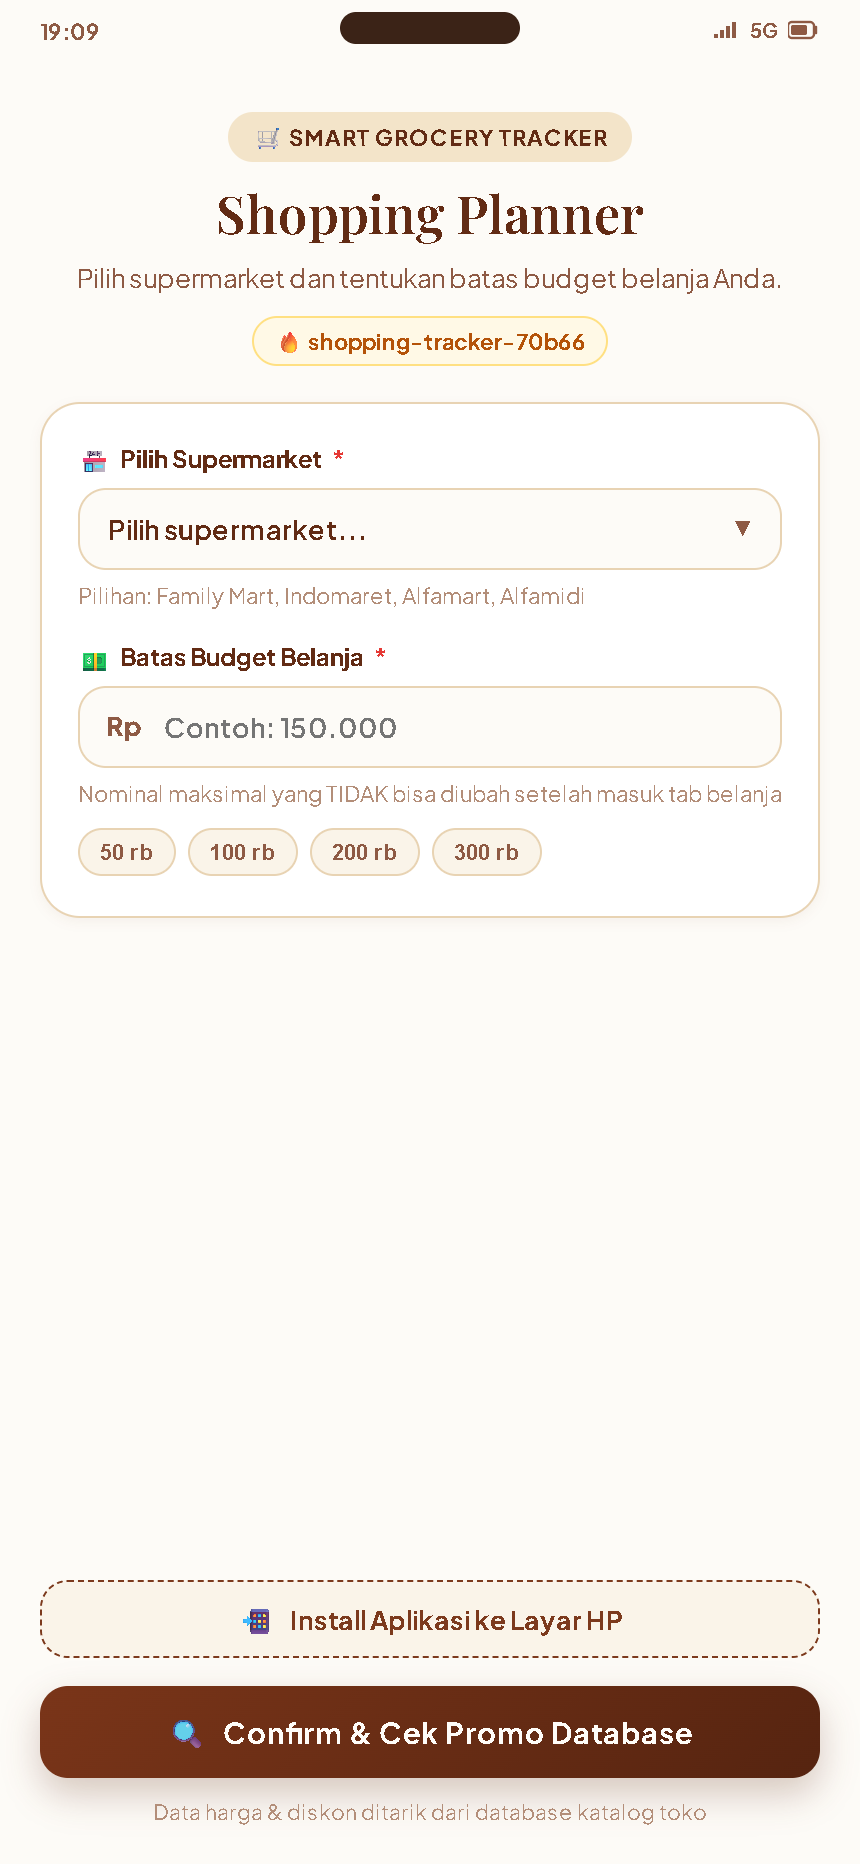 19:09
5G
SMART GROCERY TRACKER
Shopping Planner
Pilih supermarket dan tentukan batas budget belanja Anda.
shopping-tracker-70b66
Pilih Supermarket *
Pilih supermarket...
Pilihan: Family Mart, Indomaret, Alfamart, Alfamidi
Batas Budget Belanja *
Rp Contoh: 150.000
Nominal maksimal yang TIDAK bisa diubah setelah masuk tab belanja
50 rb 100 rb 200 rb 300 rb
Install Aplikasi ke Layar HP
Confirm & Cek Promo Database
Data harga & diskon ditarik dari database katalog toko